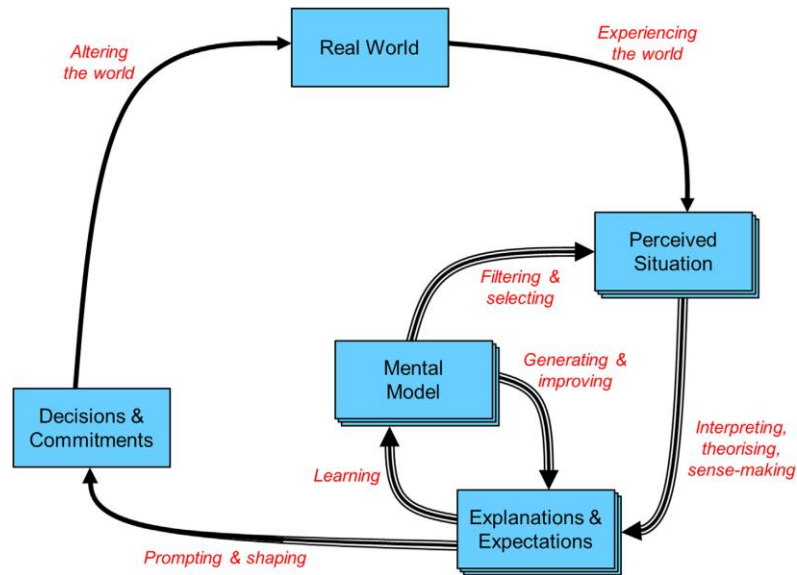 Altering
the world
Real World
Experiencing
the world
Perceived
Situation
Filtering &
selecting
Mental
Model
Generating &
improving
Decisions &
Commitments
Interpreting,
theorising,
sense-making
Learning
Explanations &
Expectations
Prompting & shaping